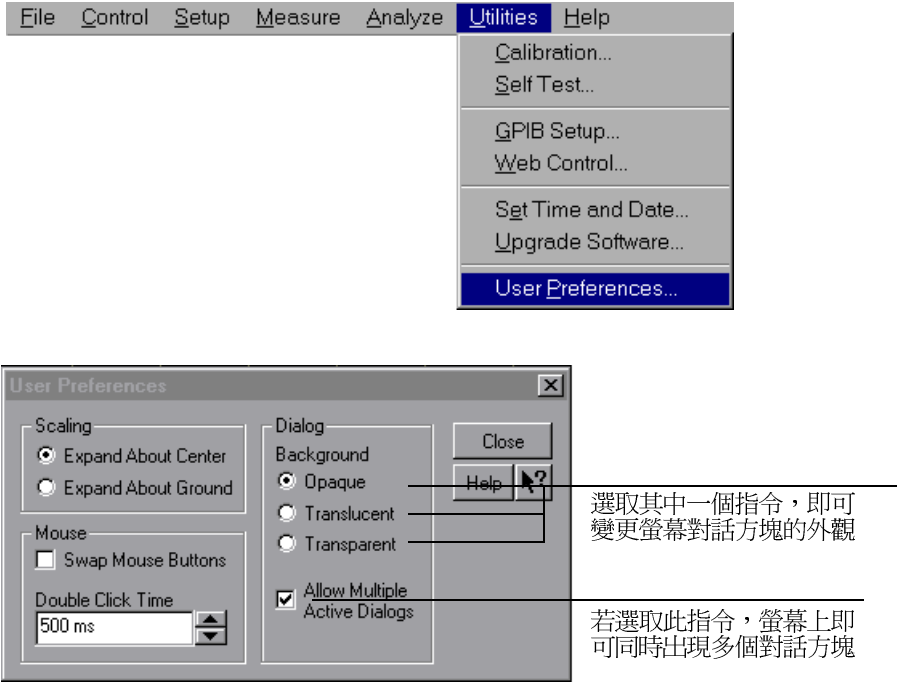 File Control Setup Measure Analyze Utilities Help
Calibration...
Self Test...
GPIB Setup...
Web Control...
Set Time and Date...
Upgrade Software...
User Preferences...
User Preferences
Scaling
Expand About Center
Expand About Ground
Mouse
Swap Mouse Buttons
Double Click Time
500 ms
Dialog
Background
Opaque
Translucent
Transparent
Allow Multiple
Active Dialogs
Close
Help
選取其中一個指令，即可
變更螢幕對話方塊的外觀
若選取此指令，螢幕上即
可同時出現多個對話方塊